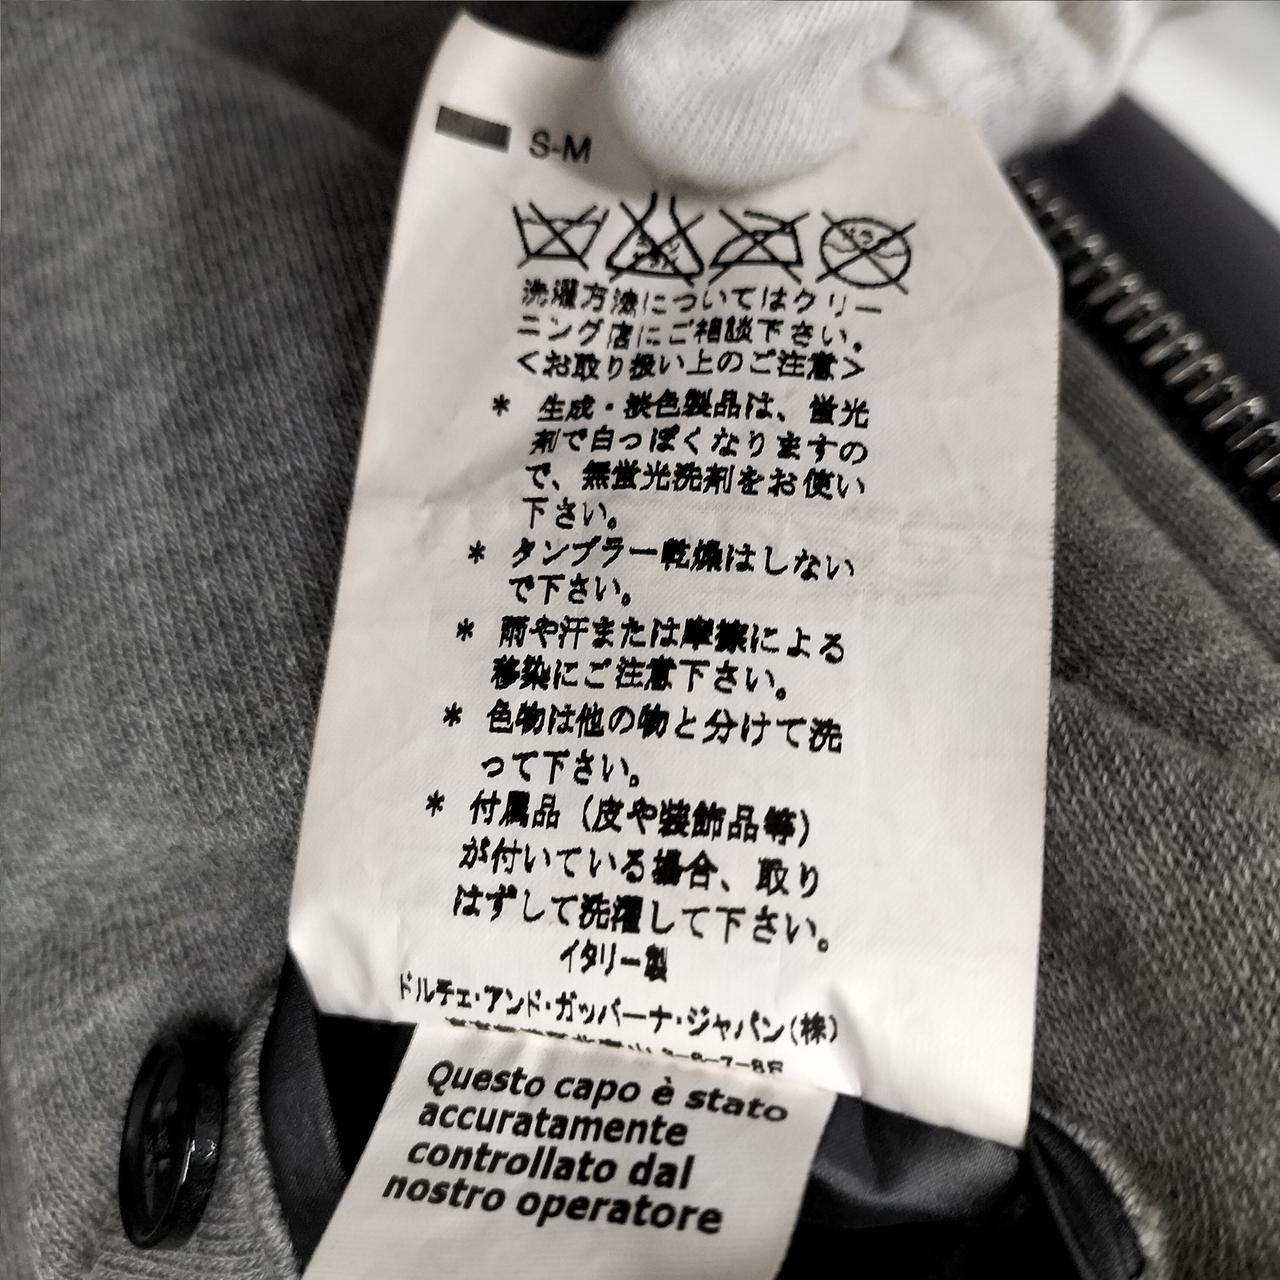 S-M
洗濯方法についてはクリー
ニング店にご相談下さい。
<お取り扱い上のご注意>
* 生成・淡色製品は、蛍光
剤で白っぽくなりますの
で、無蛍光洗剤をお使い
下さい。
* タンブラー乾燥はしない
で下さい。
* 雨や汗または摩擦による
移染にご注意下さい。
* 色物は他の物と分けて洗
って下さい。
* 付属品(皮や装飾品等)
が付いている場合、取り
はずして洗濯して下さい。
イタリー製
ドルチェ・アンド・ガッバーナ・ジャパン(株)
Questo capo è stato
accuratamente
controllato dal
nostro operatore